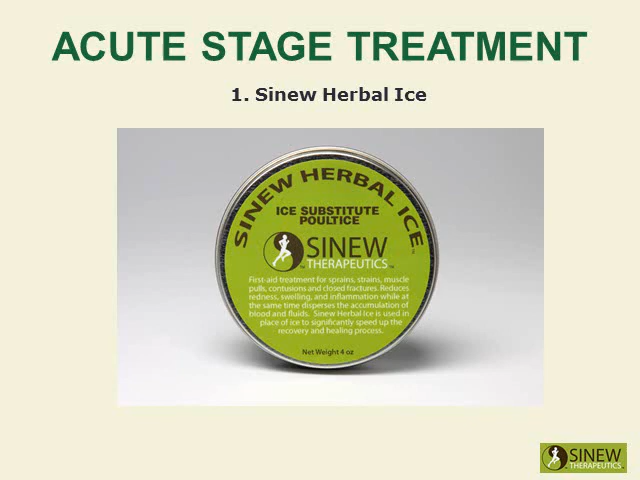 ACUTE STAGE TREATMENT
1. Sinew Herbal Ice
SINEW HERBAL ICE™
ICE SUBSTITUTE
POULTICE
SINEW
THERAPEUTICS™
First-aid treatment for sprains, strains, muscle
pulls, contusions and closed fractures. Reduces
redness, swelling, and inflammation while at
the same time disperses the accumulation of
blood and fluids. Sinew Herbal Ice is used in
place of ice to significantly speed up the
recovery and healing process.
Net Weight 4 oz
SINEW
THERAPEUTICS